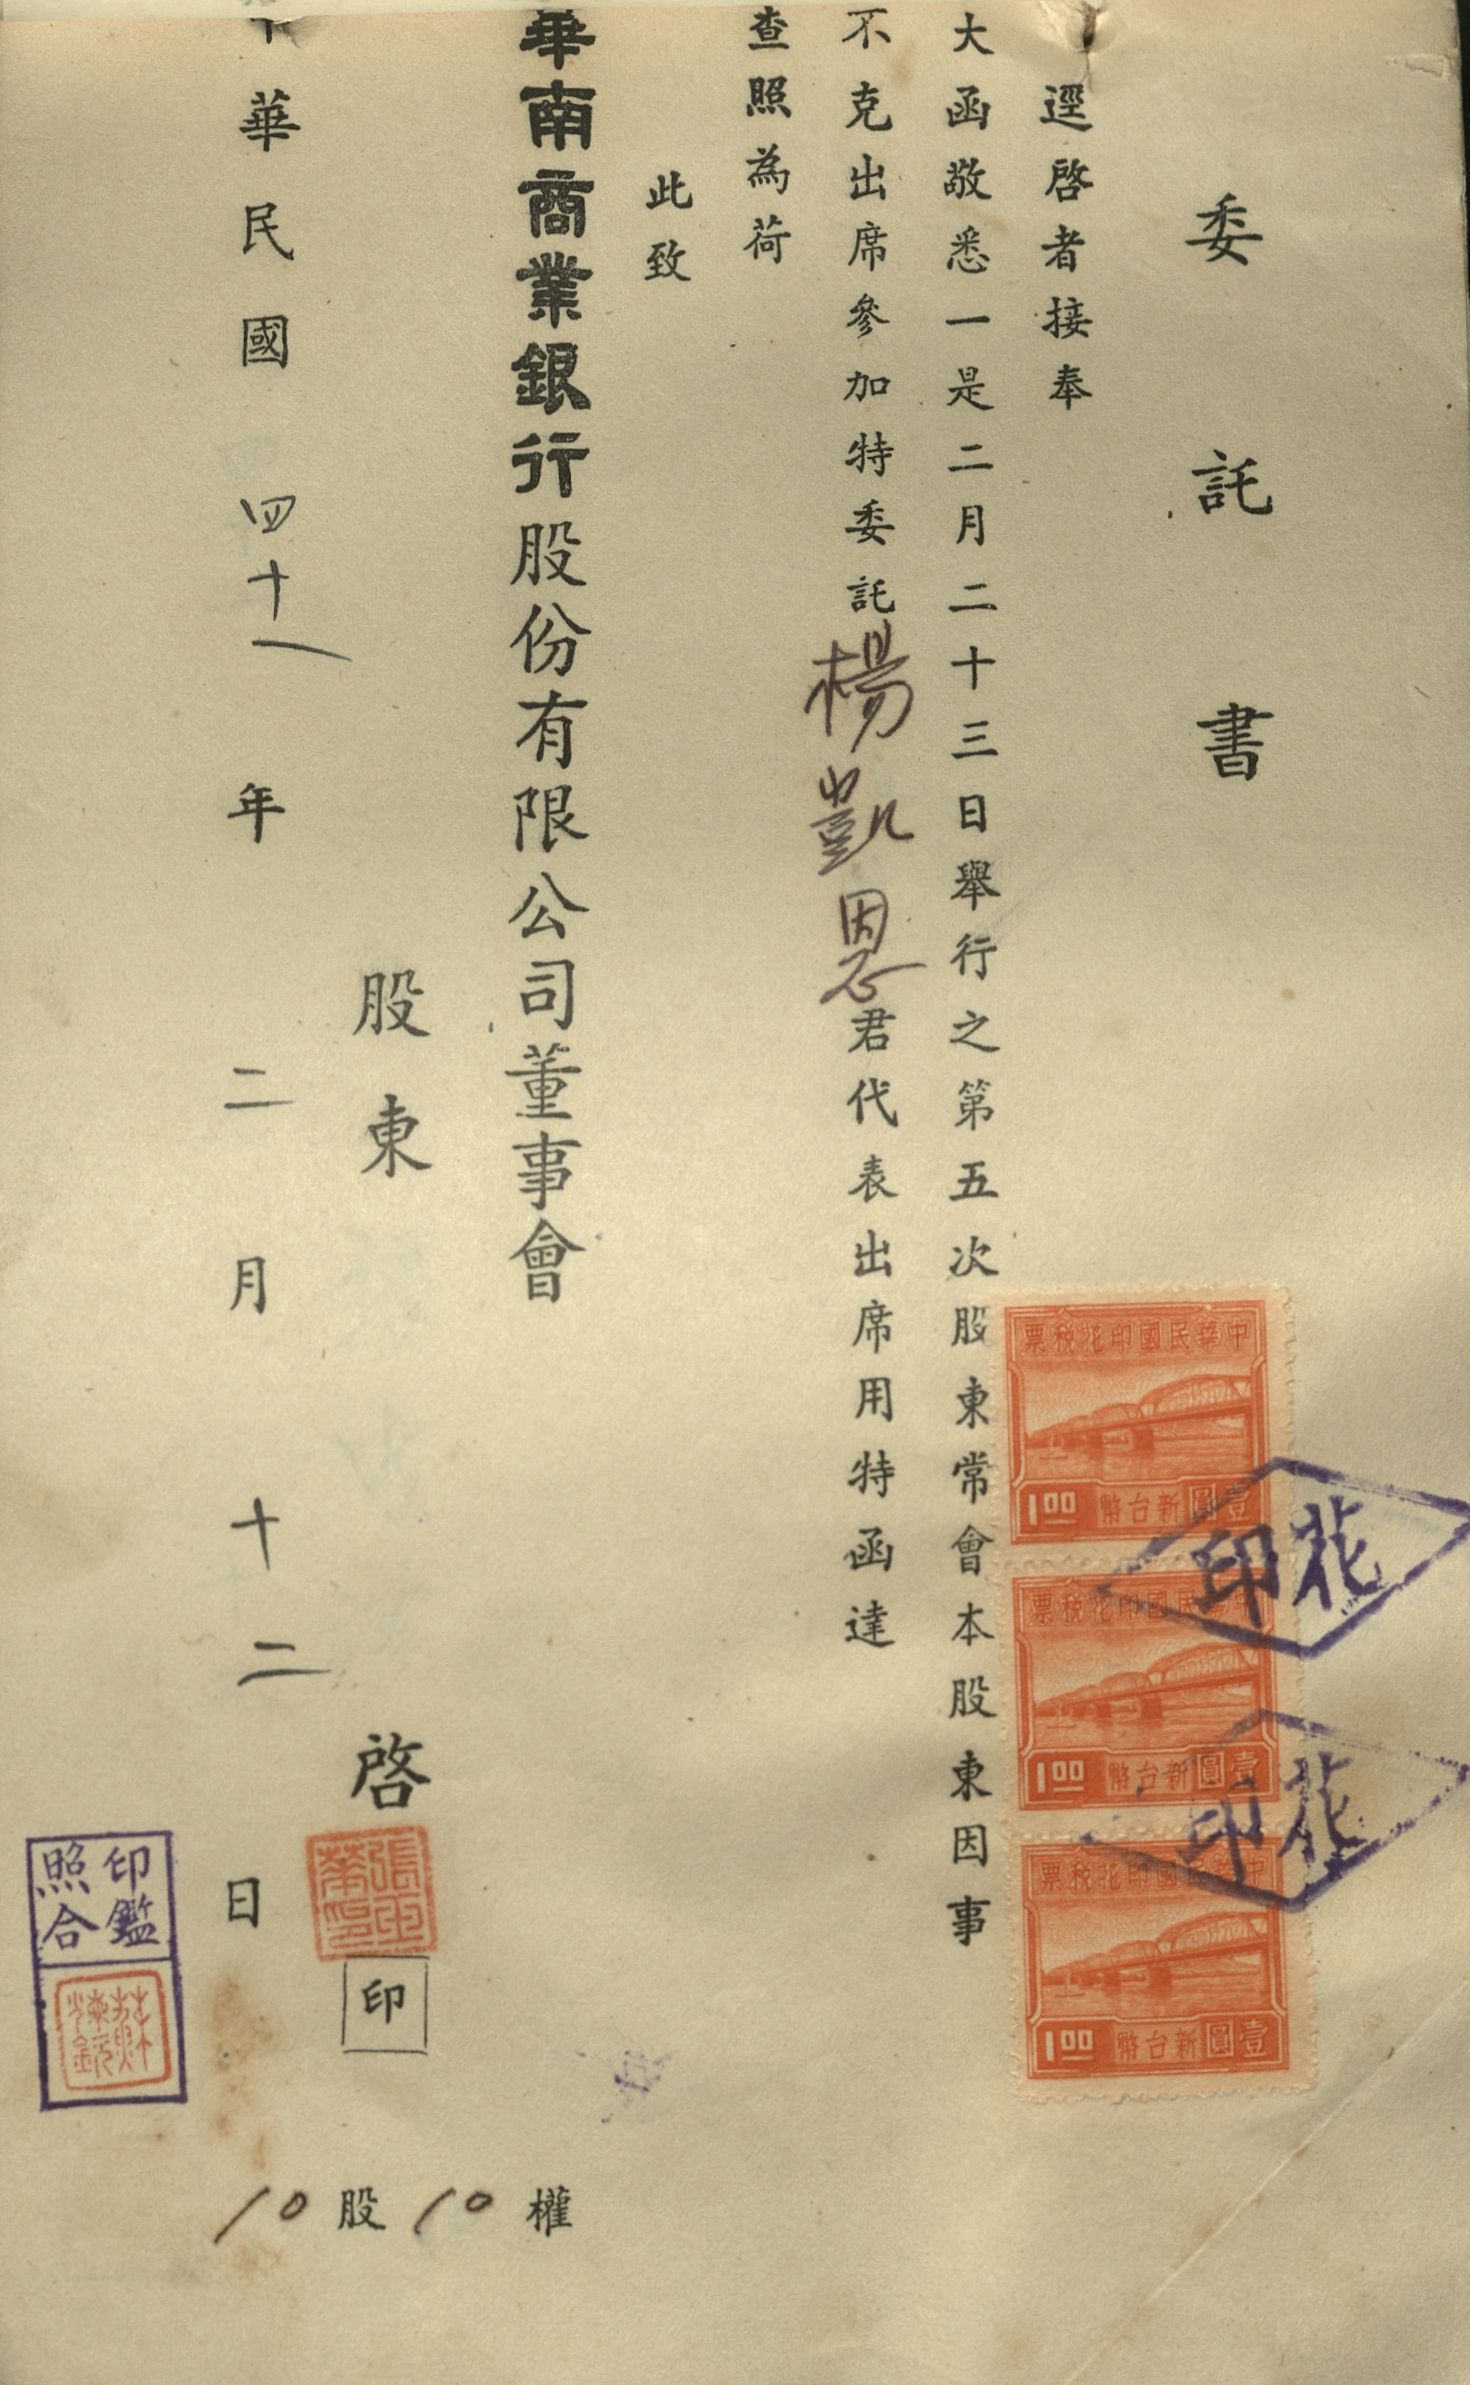 委託書
逕啓者接奉
大函敬悉一是二月二十三日舉行之第五次股東常會本股東因事
不克出席參加特委託楊凱恩君代表出席用特函達
查照為荷
此致
華南商業銀行股份有限公司董事會
股東 啓
印
中華民國四十一年二月十二日
10股10權
印鑑
照合
中華民國印花稅票
壹圓新台幣 1.00
中華民國印花稅票
壹圓新台幣 1.00
中華民國印花稅票
壹圓新台幣 1.00
花印
花印